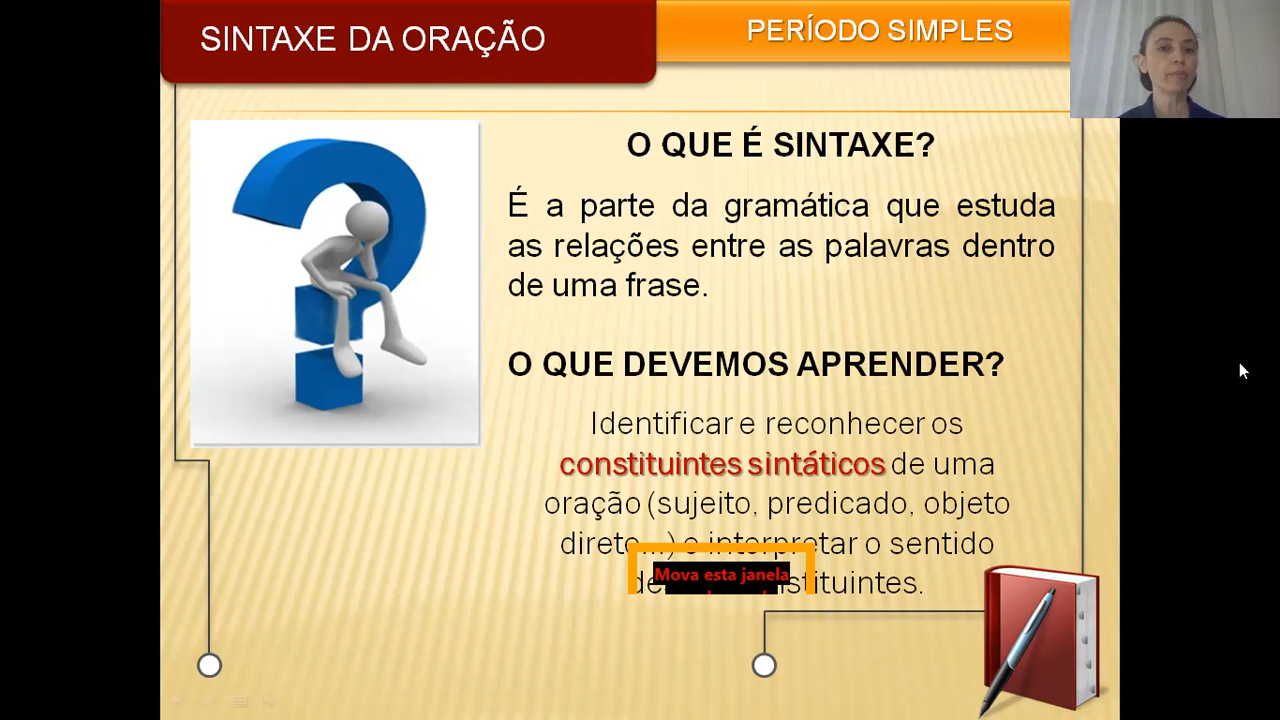 SINTAXE DA ORAÇÃO
PERÍODO SIMPLES
O QUE É SINTAXE?
É a parte da gramática que estuda
as relações entre as palavras dentro
de uma frase.
O QUE DEVEMOS APRENDER?
Identificar e reconhecer os
constituintes sintáticos de uma
oração (sujeito, predicado, objeto
direto...) e interpretar o sentido
Mova esta janela